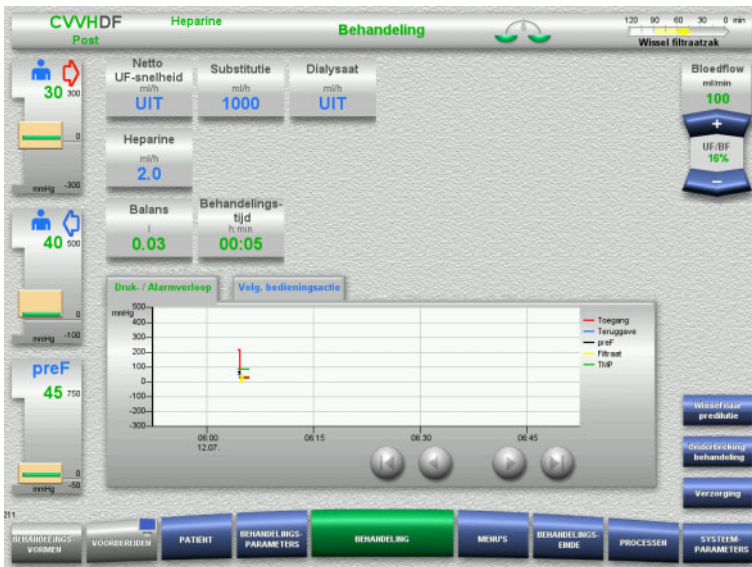 CVVHDF
Post
Heparine
Behandeling
120 90 60 30 0 min
Wissel filtraatzak
30 300
0
mmHg -300
40 500
0
mmHg -100
preF
45 750
0
mmHg -50
Netto
UF-snelheid
ml/h
UIT
Substitutie
ml/h
1000
Dialysaat
ml/h
UIT
Heparine
ml/h
2.0
Balans
l
0.03
Behandelings-
tijd
h:min
00:05
Bloedflow
ml/min
100
+
UF/BF
16%
–
Druk- / Alarmverloop
Volg. bedieningsactie
mmHg
500
400
300
200
100
0
-100
-200
-300
06:00 06:15 06:30 06:45
12.07.
Toegang
Teruggave
preF
Filtraat
TMP
Wissel naar
predilutie
Onderbreking
behandeling
Verzorging
211
BEHANDELINGS-
VORMEN
VOORBEREIDEN
PATIËNT
BEHANDELINGS-
PARAMETERS
BEHANDELING
MENU'S
BEHANDELINGS-
EINDE
PROCESSEN
SYSTEEM-
PARAMETERS